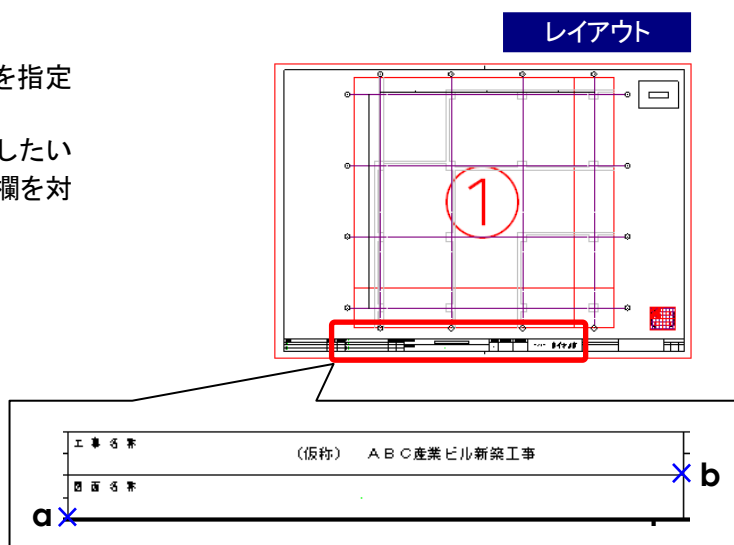 レイアウト
を指定
したい
欄を対
①
工事名称
(仮称) ABC産業ビル新築工事
図面名称
b
a